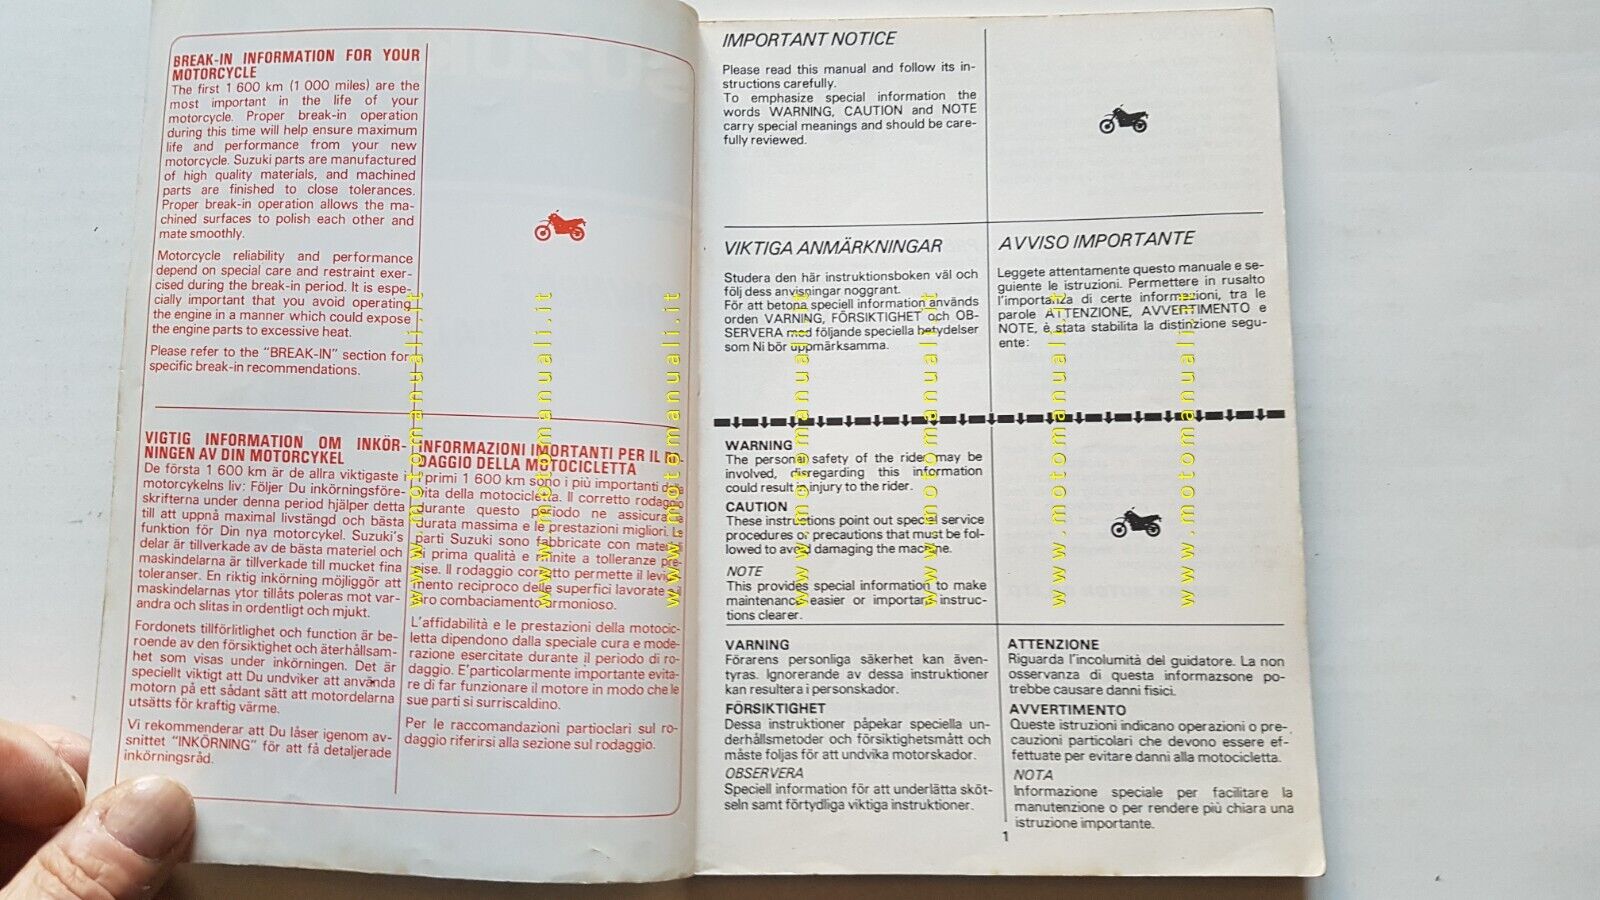 BREAK-IN INFORMATION FOR YOUR
MOTORCYCLE
The first 1 600 km (1 000 miles) are the
most important in the life of your
motorcycle. Proper break-in operation
during this time will help ensure maximum
life and performance from your new
motorcycle. Suzuki parts are manufactured
of high quality materials, and machined
parts are finished to close tolerances.
Proper break-in operation allows the ma-
chined surfaces to polish each other and
mate smoothly.
Motorcycle reliability and performance
depend on special care and restraint exer-
cised during the break-in period. It is espe-
cially important that you avoid operating
the engine in a manner which could expose
the engine parts to excessive heat.
Please refer to the "BREAK-IN" section for
specific break-in recommendations.
VIGTIG INFORMATION OM INKÖR-
NINGEN AV DIN MOTORCYKEL
De första 1 600 km är de allra viktigaste i
motorcykelns liv: Följer Du inkörningsföre-
skrifterna under denna period hjälper detta
till att uppnå maximal livstängd och bästa
funktion för Din nya motorcykel. Suzuki's
delar är tillverkade av de bästa materiel och
maskindelarna är tillverkade till mucket fina
toleranser. En riktig inkörning möjliggör att
maskindelarnas ytor tillåts poleras mot var-
andra och slitas in ordentligt och mjukt.
Fordonets tillförlitlighet och function är be-
roende av den försiktighet och äterhållsam-
het som visas under inkörningen. Det är
speciellt viktigt att Du undviker att använda
motorn på ett sådant sätt att motordelarna
utsätts för kraftig värme.
Vi rekommenderar att Du låser igenom av-
snittet "INKÖRNING" för att få detaljerade
inkörningsråd.
INFORMAZIONI IMORTANTI PER IL
DAGGIO DELLA MOTOCICLETTA
primi 1 600 km sono i più importanti della
vita della motocicletta. Il corretto rodaggio
durante questo periodo ne assicura la
durata massima e le prestazioni migliori. Le
parti Suzuki sono fabbricate con materiali
di prima qualità e rifinite a tolleranze pre-
cise. Il rodaggio corretto permette il leviga-
mento reciproco delle superfici lavorate
loro combaciamento armonioso.
L'affidabilità e le prestazioni della motocic-
letta dipendono dalla speciale cura e mode-
razione esercitate durante il periodo di ro-
daggio. E'particolarmente importante evita-
re di far funzionare il motore in modo che le
sue parti si surriscaldino.
Per le raccomandazioni partioclari sul ro-
daggio riferirsi alla sezione sul rodaggio.
IMPORTANT NOTICE
Please read this manual and follow its in-
structions carefully.
To emphasize special information the
words WARNING, CAUTION and NOTE
carry special meanings and should be care-
fully reviewed.
VIKTIGA ANMÄRKNINGAR
Studera den här instruktionsboken väl och
följ dess anvisningar noggrant.
För att betona speciell information används
orden VARNING, FÖRSIKTIGHET och OB-
SERVERA med följande speciella betydelser
som Ni bör uppmärksamma.
AVVISO IMPORTANTE
Leggete attentamente questo manuale e se-
guiente le istruzioni. Permettere in rusalto
l'importanza di certe informazioni, tra le
parole ATTENZIONE, AVVERTIMENTO e
NOTE, è stata stabilita la distinzione segu-
ente:
WARNING
The personal safety of the rider may be
involved, disregarding this information
could result in injury to the rider.
CAUTION
These instructions point out special service
procedures or precautions that must be fol-
lowed to avoid damaging the machine.
NOTE
This provides special information to make
maintenance easier or important instruc-
tions clearer.
VARNING
Förarens personliga säkerhet kan även-
tyras. Ignorerande av dessa instruktioner
kan resultera i personskador.
FÖRSIKTIGHET
Dessa instruktioner påpekar speciella un-
derhållsmetoder och försiktighetsmått och
måste foljas för att undvika motorskador.
OBSERVERA
Speciell information för att underlätta sköt-
seln samt förtydliga viktiga instruktioner.
ATTENZIONE
Riguarda l'incolumità del guidatore. La non
osservanza di questa informazsone po-
trebbe causare danni fisici.
AVVERTIMENTO
Queste istruzioni indicano operazioni o pre-
cauzioni particolari che devono essere ef-
fettuate per evitare danni alla motocicletta.
NOTA
Informazione speciale per facilitare la
manutenzione o per rendere più chiara una
istruzione importante.
1
www.motomanuali.it
www.motomanuali.it
www.motomanuali.it
www.motomanuali.it
www.motomanuali.it
www.motomanuali.it
www.motomanuali.it